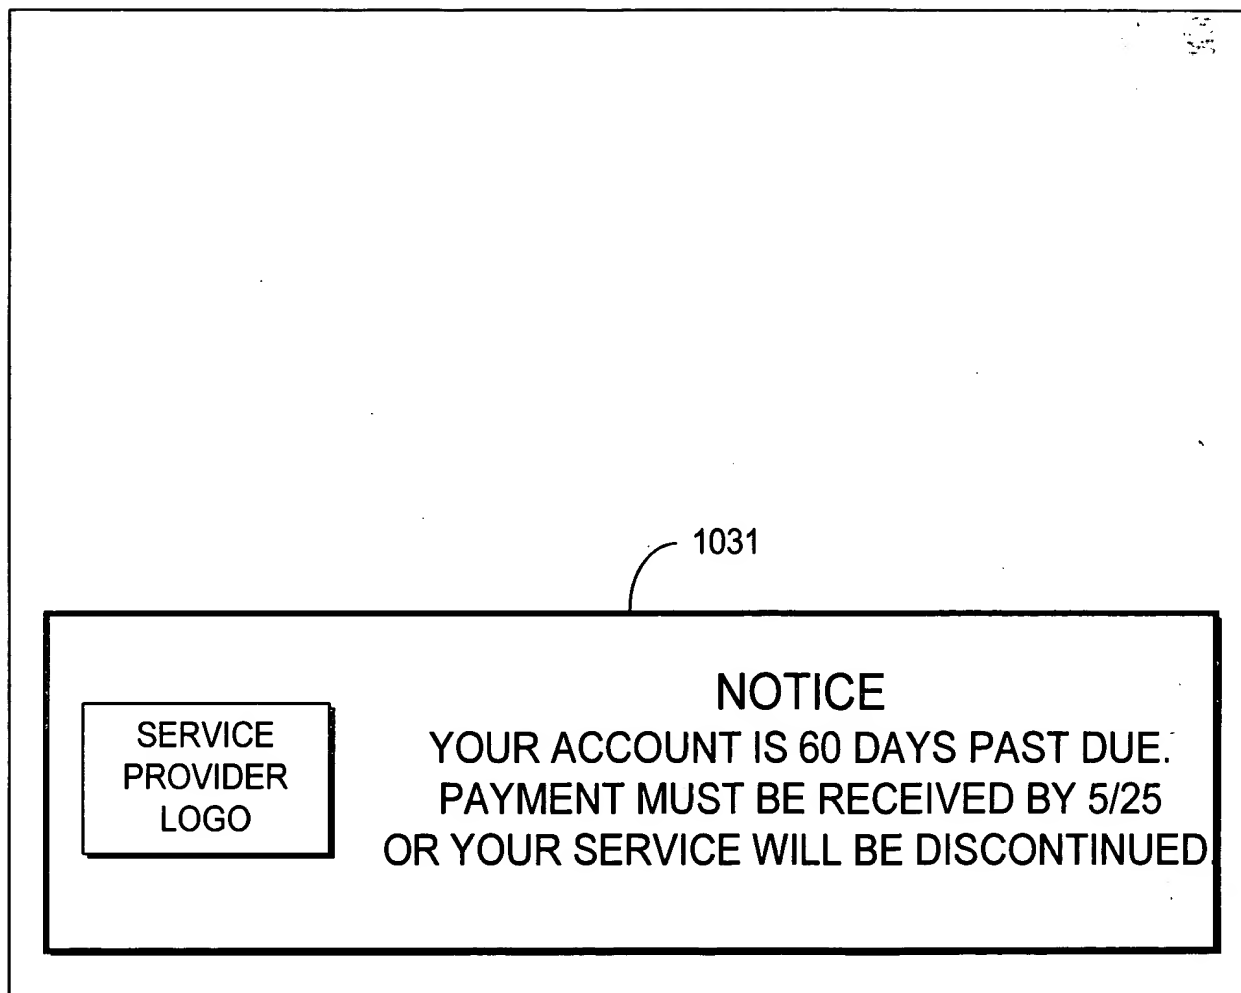 1031
NOTICE
YOUR ACCOUNT IS 60 DAYS PAST DUE.
PAYMENT MUST BE RECEIVED BY 5/25
OR YOUR SERVICE WILL BE DISCONTINUED
SERVICE
PROVIDER
LOGO